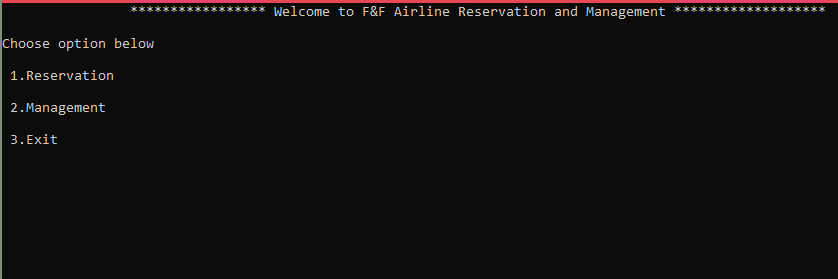 ***************** Welcome to F&F Airline Reservation and Management *******************
Choose option below
1.Reservation
2.Management
3.Exit